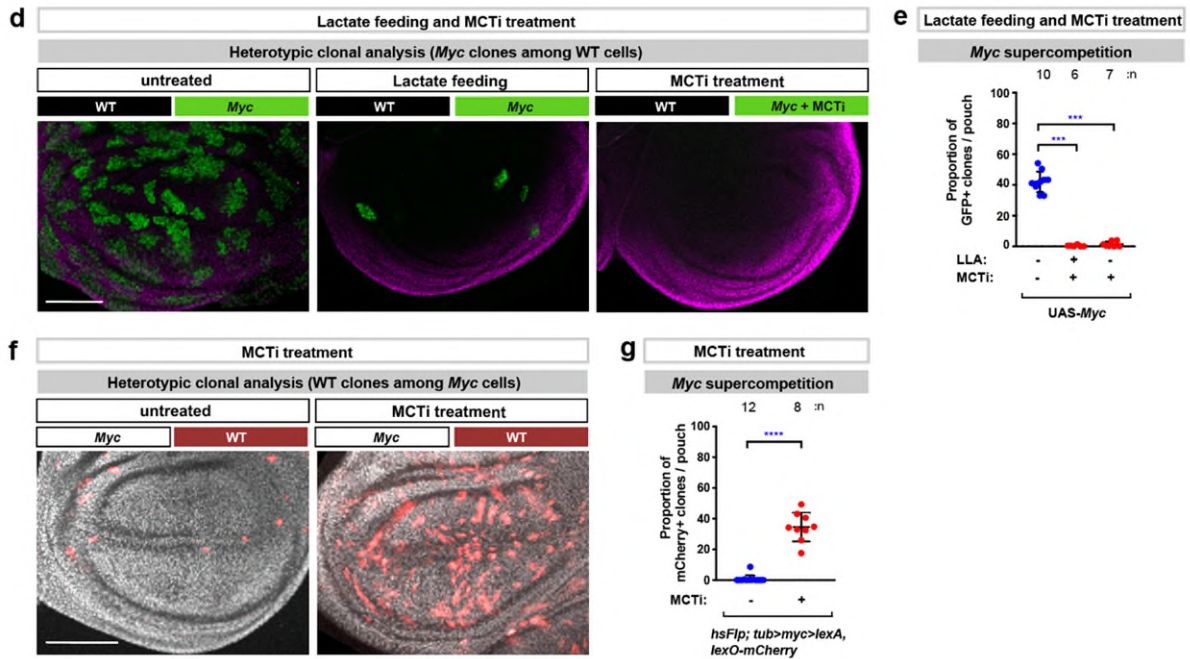 d
Lactate feeding and MCTi treatment
Heterotypic clonal analysis (Myc clones among WT cells)
untreated
Lactate feeding
MCTi treatment
WT
Myc
WT
Myc
WT
Myc + MCTi
e
Lactate feeding and MCTi treatment
Myc supercompetition
10 6 7 :n
Proportion of
GFP+ clones / pouch
100
80
60
40
20
0
***
***
LLA: - + -
MCTi: - + +
UAS-Myc
f
MCTi treatment
Heterotypic clonal analysis (WT clones among Myc cells)
untreated
MCTi treatment
Myc
WT
Myc
WT
g
MCTi treatment
Myc supercompetition
12 8 :n
Proportion of
mCherry+ clones / pouch
100
80
60
40
20
0
****
MCTi: - +
hsFlp; tub>myc>lexA,
lexO-mCherry